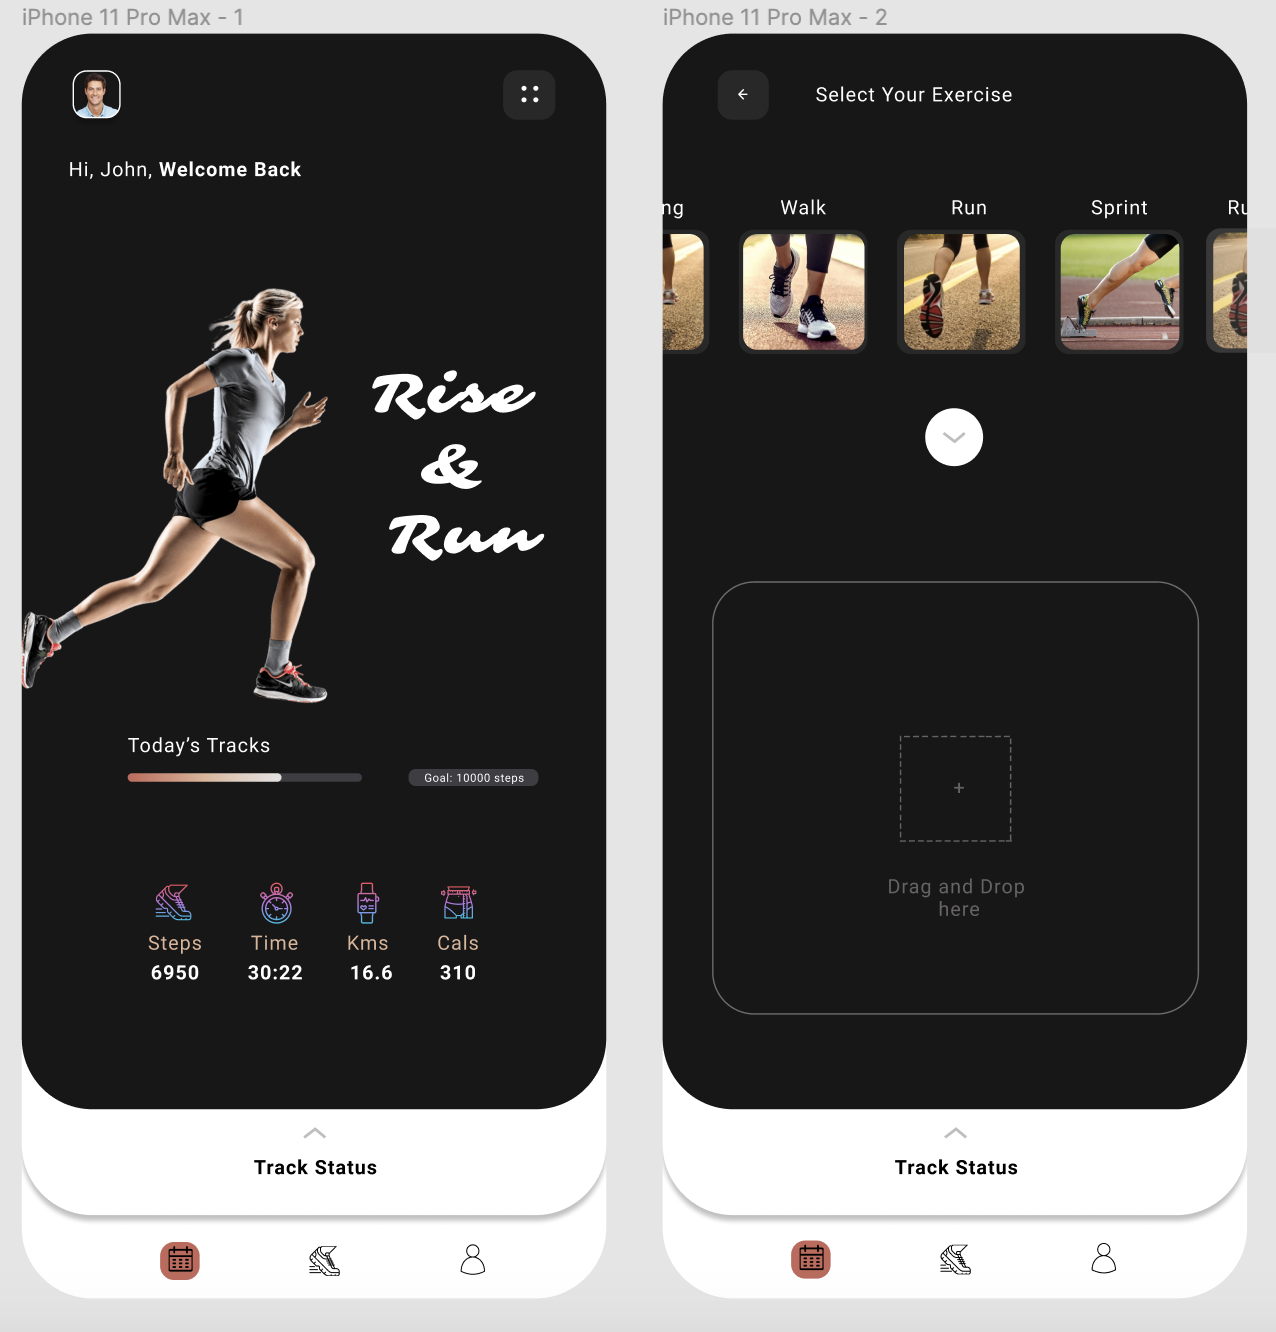 iPhone 11 Pro Max - 1
Hi, John, Welcome Back
Rise
&
Run
Today's Tracks
Goal: 10000 steps
Steps
Time
Kms
Cals
6950
30:22
16.6
310
Track Status
iPhone 11 Pro Max - 2
Select Your Exercise
ng
Walk
Run
Sprint
Ru
+
Drag and Drop
here
Track Status